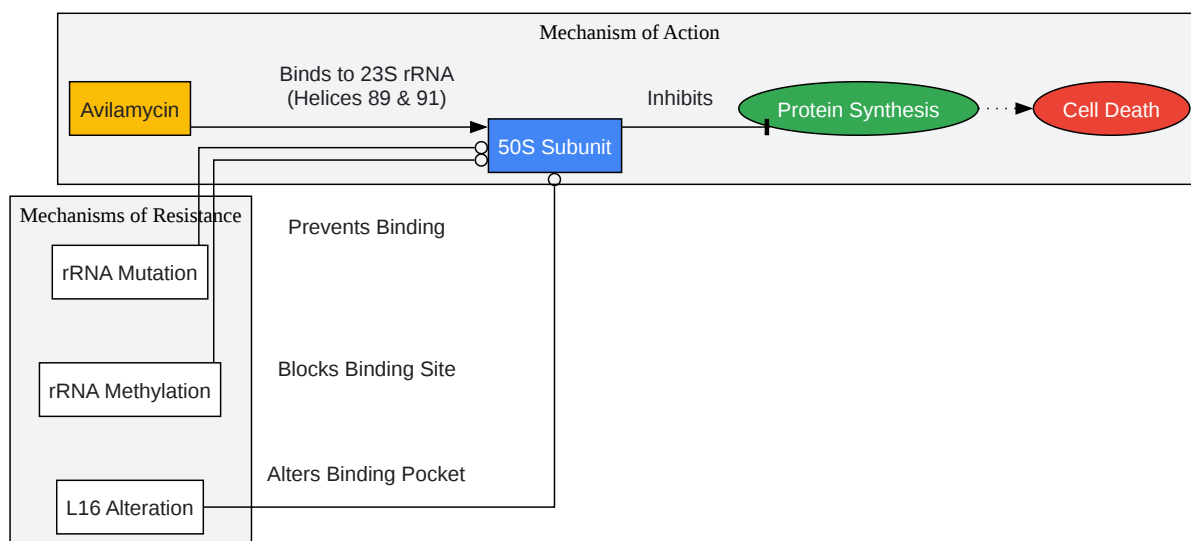 Mechanism of Action
Binds to 23S rRNA
(Helices 89 & 91)
Avilamycin
Inhibits
Protein Synthesis
Cell Death
50S Subunit
Mechanisms of Resistance
Prevents Binding
rRNA Mutation
Blocks Binding Site
rRNA Methylation
Alters Binding Pocket
L16 Alteration